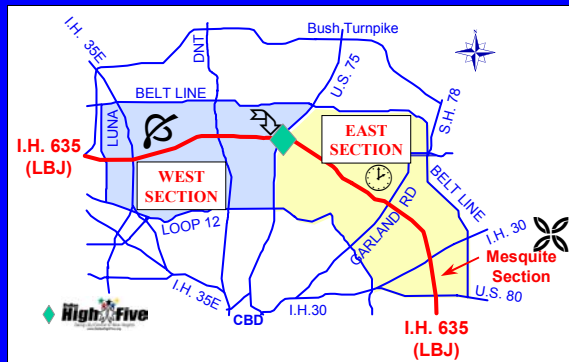 I.H. 35E
DNT
Bush Turnpike
U.S. 75
S.H. 78
BELT LINE
LUNA
I.H. 635
(LBJ)
WEST
SECTION
EAST
SECTION
BELT LINE
GARLAND RD
LOOP 12
I.H. 30
Mesquite
Section
U.S. 80
I.H. 35E
I.H.30
CBD
High Five
I.H. 635
(LBJ)